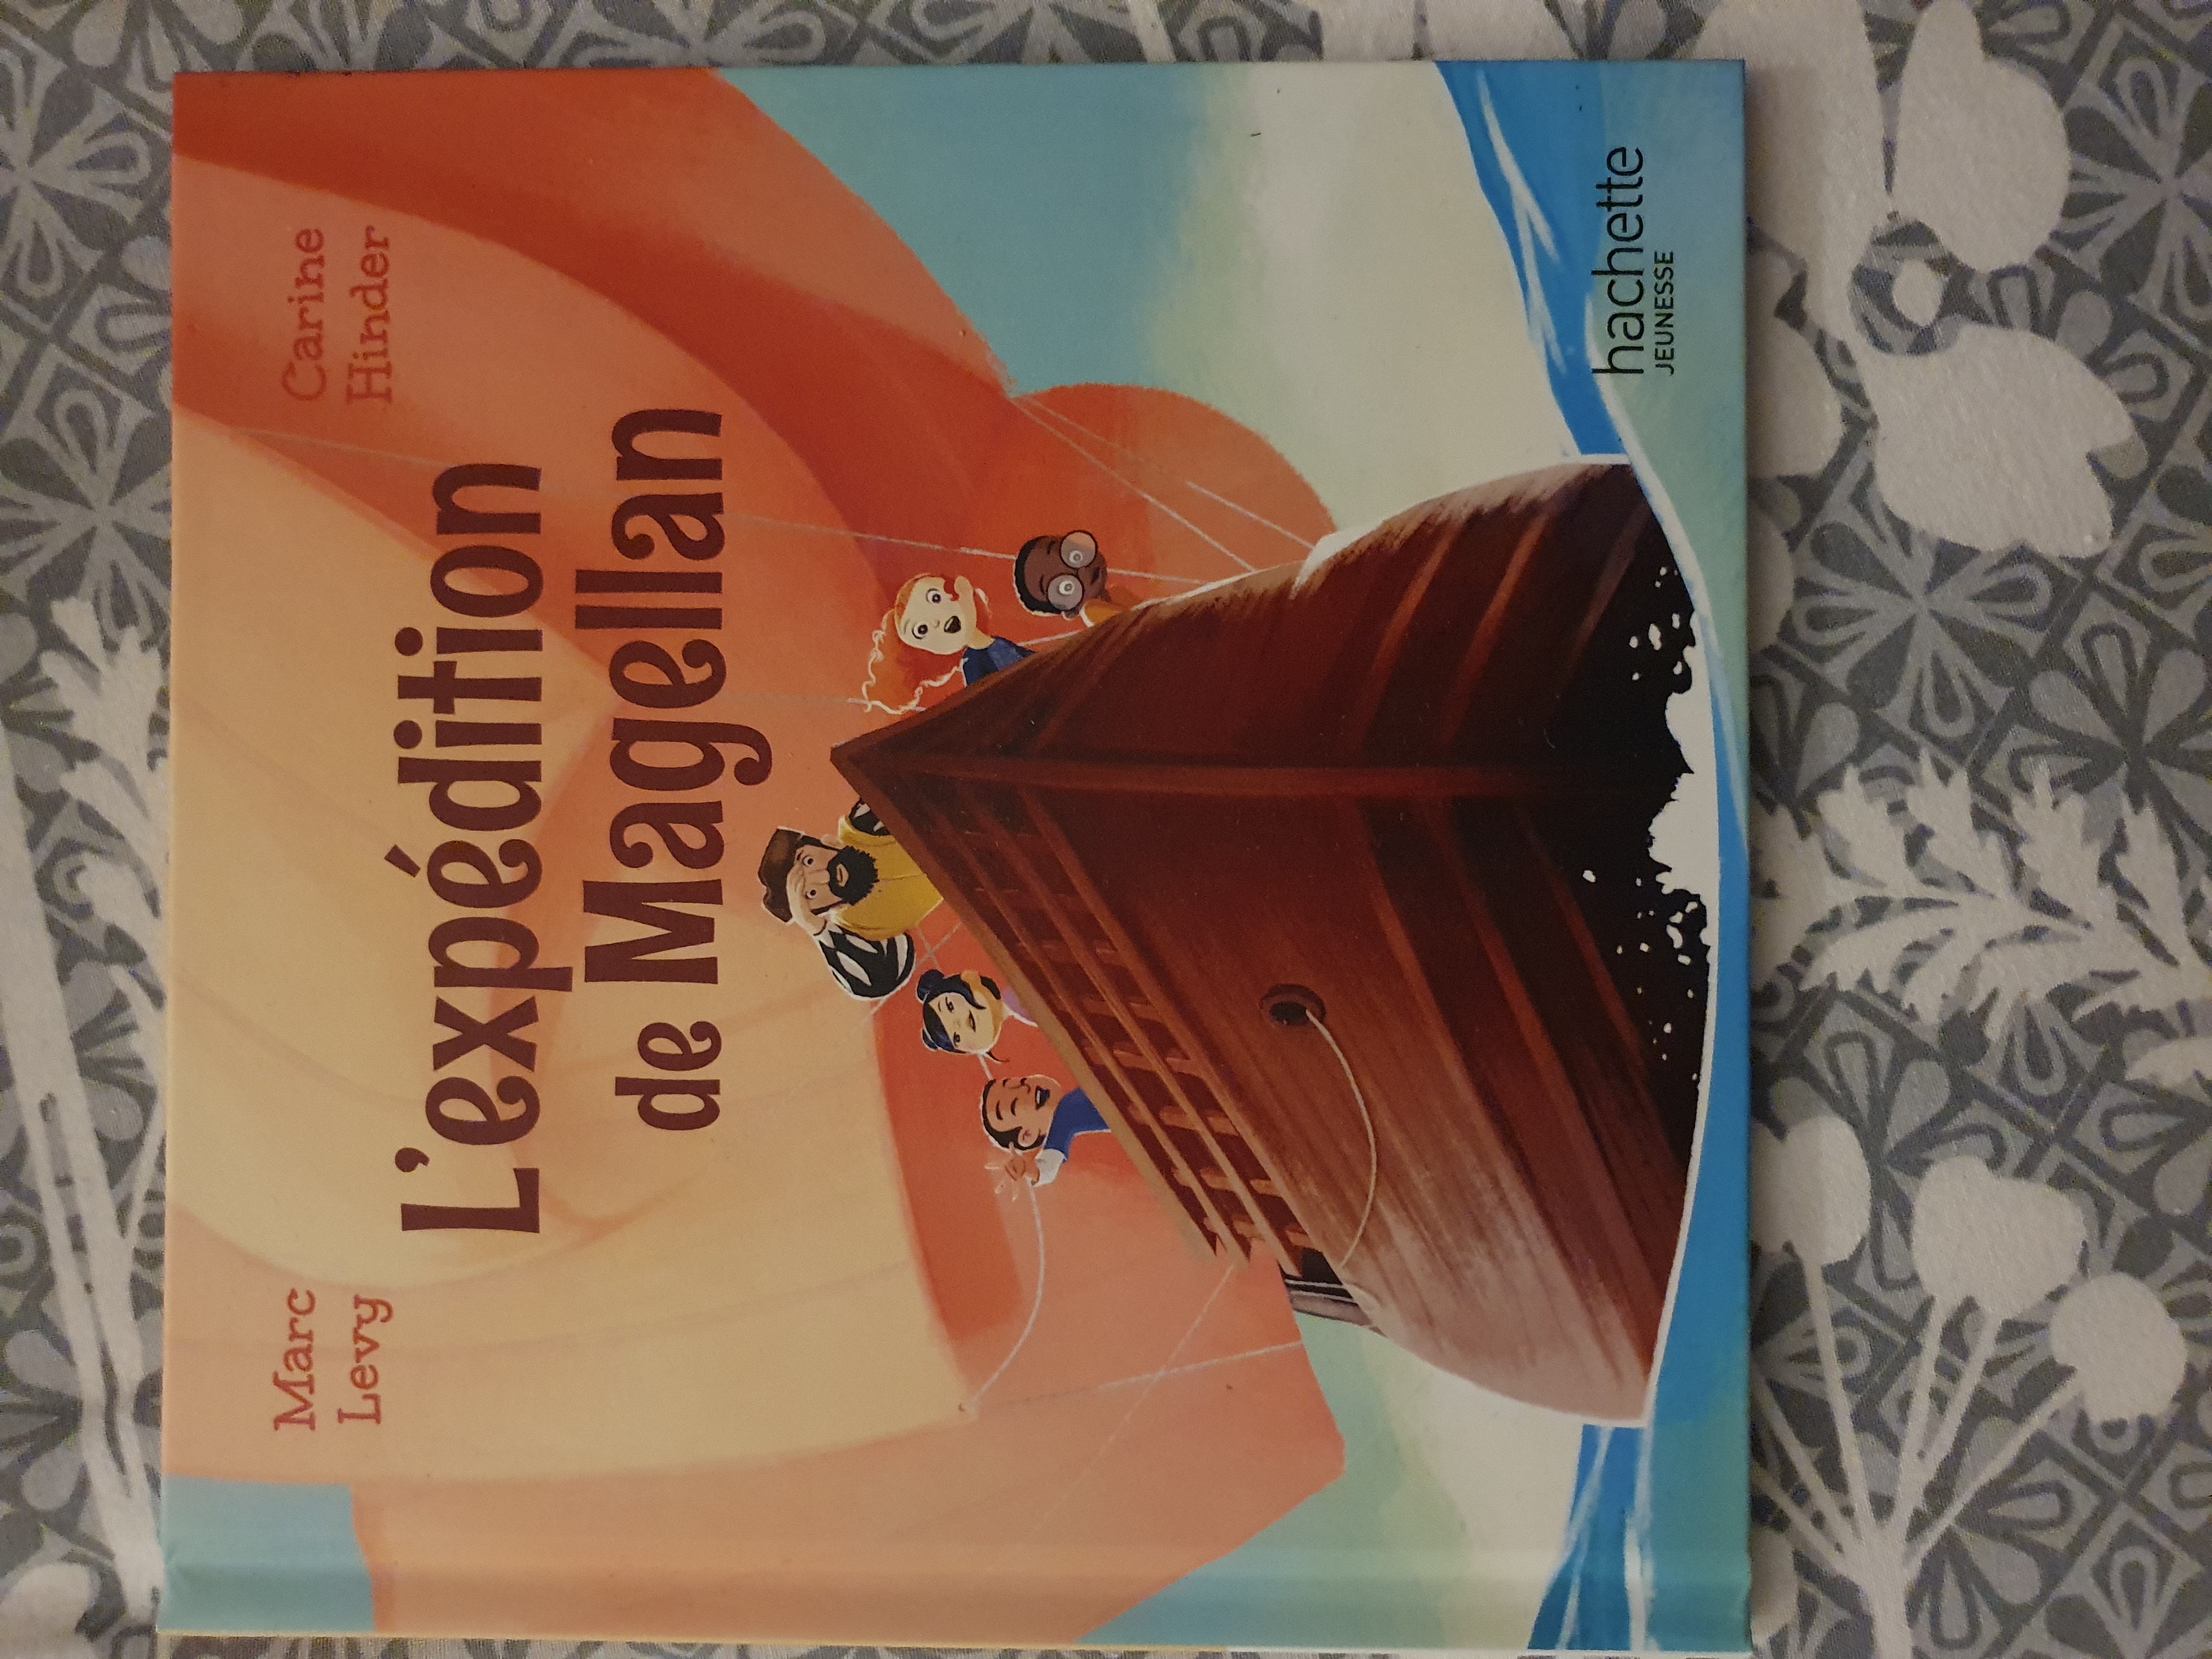 Marc
Levy
Carine
Hinder
L'expédition
de Magellan
hachette
JEUNESSE